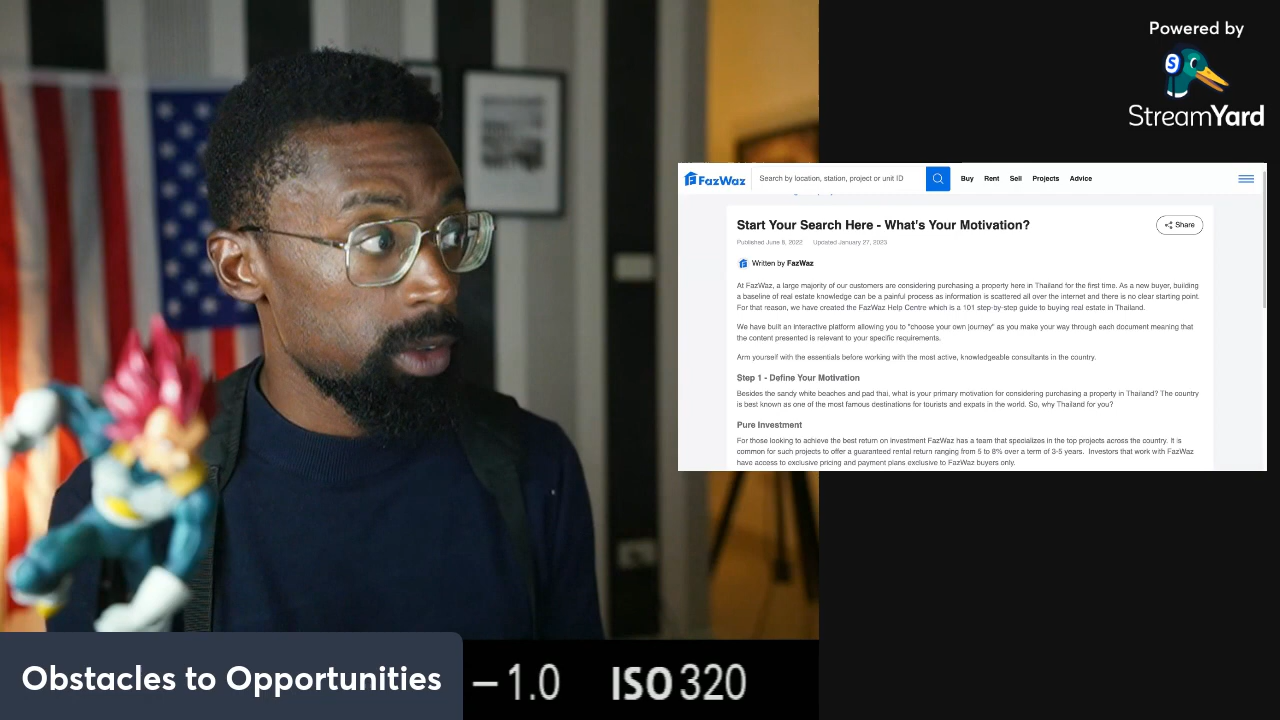 Powered by
StreamYard
FazWaz
Search by location, station, project or unit ID
Buy Rent Sell Projects Advice
Start Your Search Here - What's Your Motivation?
Share
Published June 8, 2022 Updated January 27, 2023
Written by FazWaz
At FazWaz, a large majority of our customers are considering purchasing a property here in Thailand for the first time. As a new buyer, building
a baseline of real estate knowledge can be a painful process as information is scattered all over the internet and there is no clear starting point.
For that reason, we have created the FazWaz Help Centre which is a 101 step-by-step guide to buying real estate in Thailand.
We have built an interactive platform allowing you to "choose your own journey" as you make your way through each document meaning that
the content presented is relevant to your specific requirements.
Arm yourself with the essentials before working with the most active, knowledgeable consultants in the country.
Step 1 - Define Your Motivation
Besides the sandy white beaches and pad thai, what is your primary motivation for considering purchasing a property in Thailand? The country
is best known as one of the most famous destinations for tourists and expats in the world. So, why Thailand for you?
Pure Investment
For those looking to achieve the best return on investment FazWaz has a team that specializes in the top projects across the country. It is
common for such projects to offer a guaranteed rental return ranging from 5 to 8% over a term of 3-5 years. Investors that work with FazWaz
have access to exclusive pricing and payment plans exclusive to FazWaz buyers only.
Obstacles to Opportunities
– 1.0 ISO 320